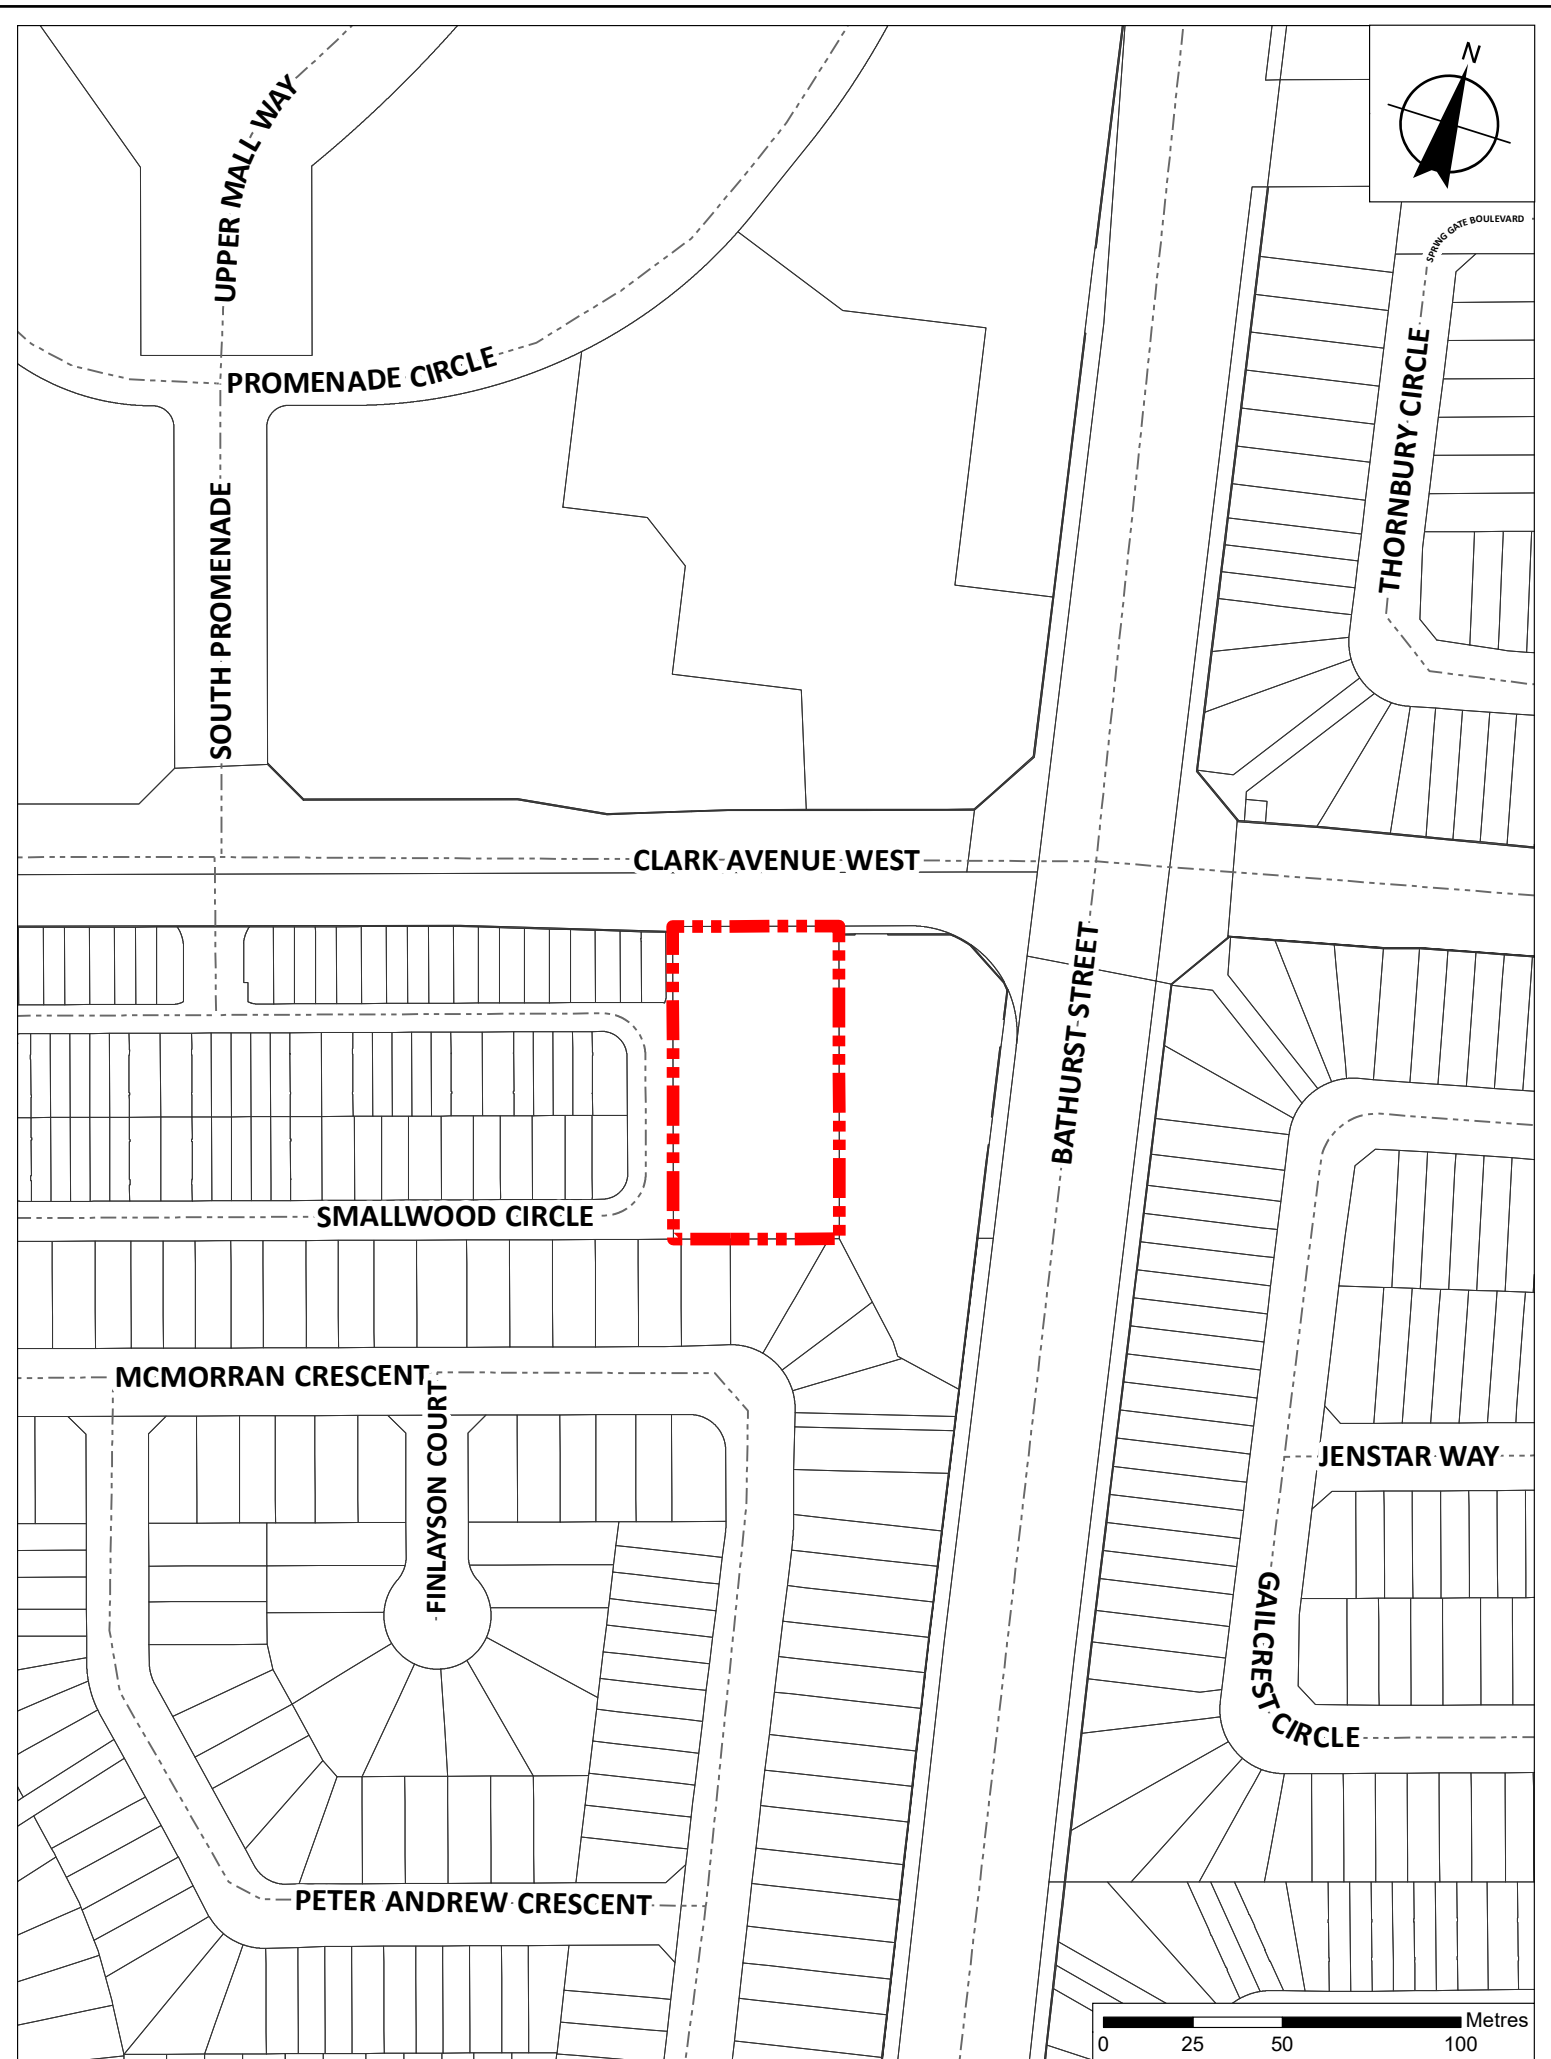 N
UPPER MALL WAY
SPRING GATE BOULEVARD
PROMENADE CIRCLE
THORNBURY CIRCLE
SOUTH PROMENADE
CLARK AVENUE WEST
BATHURST STREET
SMALLWOOD CIRCLE
MCMORRAN CRESCENT
FINLAYSON COURT
JENSTAR WAY
GAILCREST CIRCLE
PETER ANDREW CRESCENT
Metres
0 25 50 100